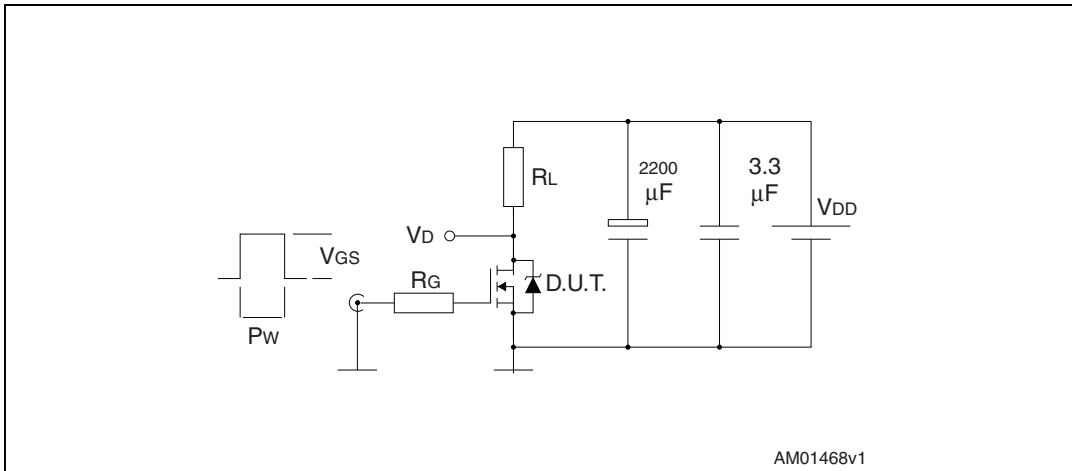 2200
μF
3.3
μF
VDD
RL
VD
VGS
RG
D.U.T.
PW
AM01468v1